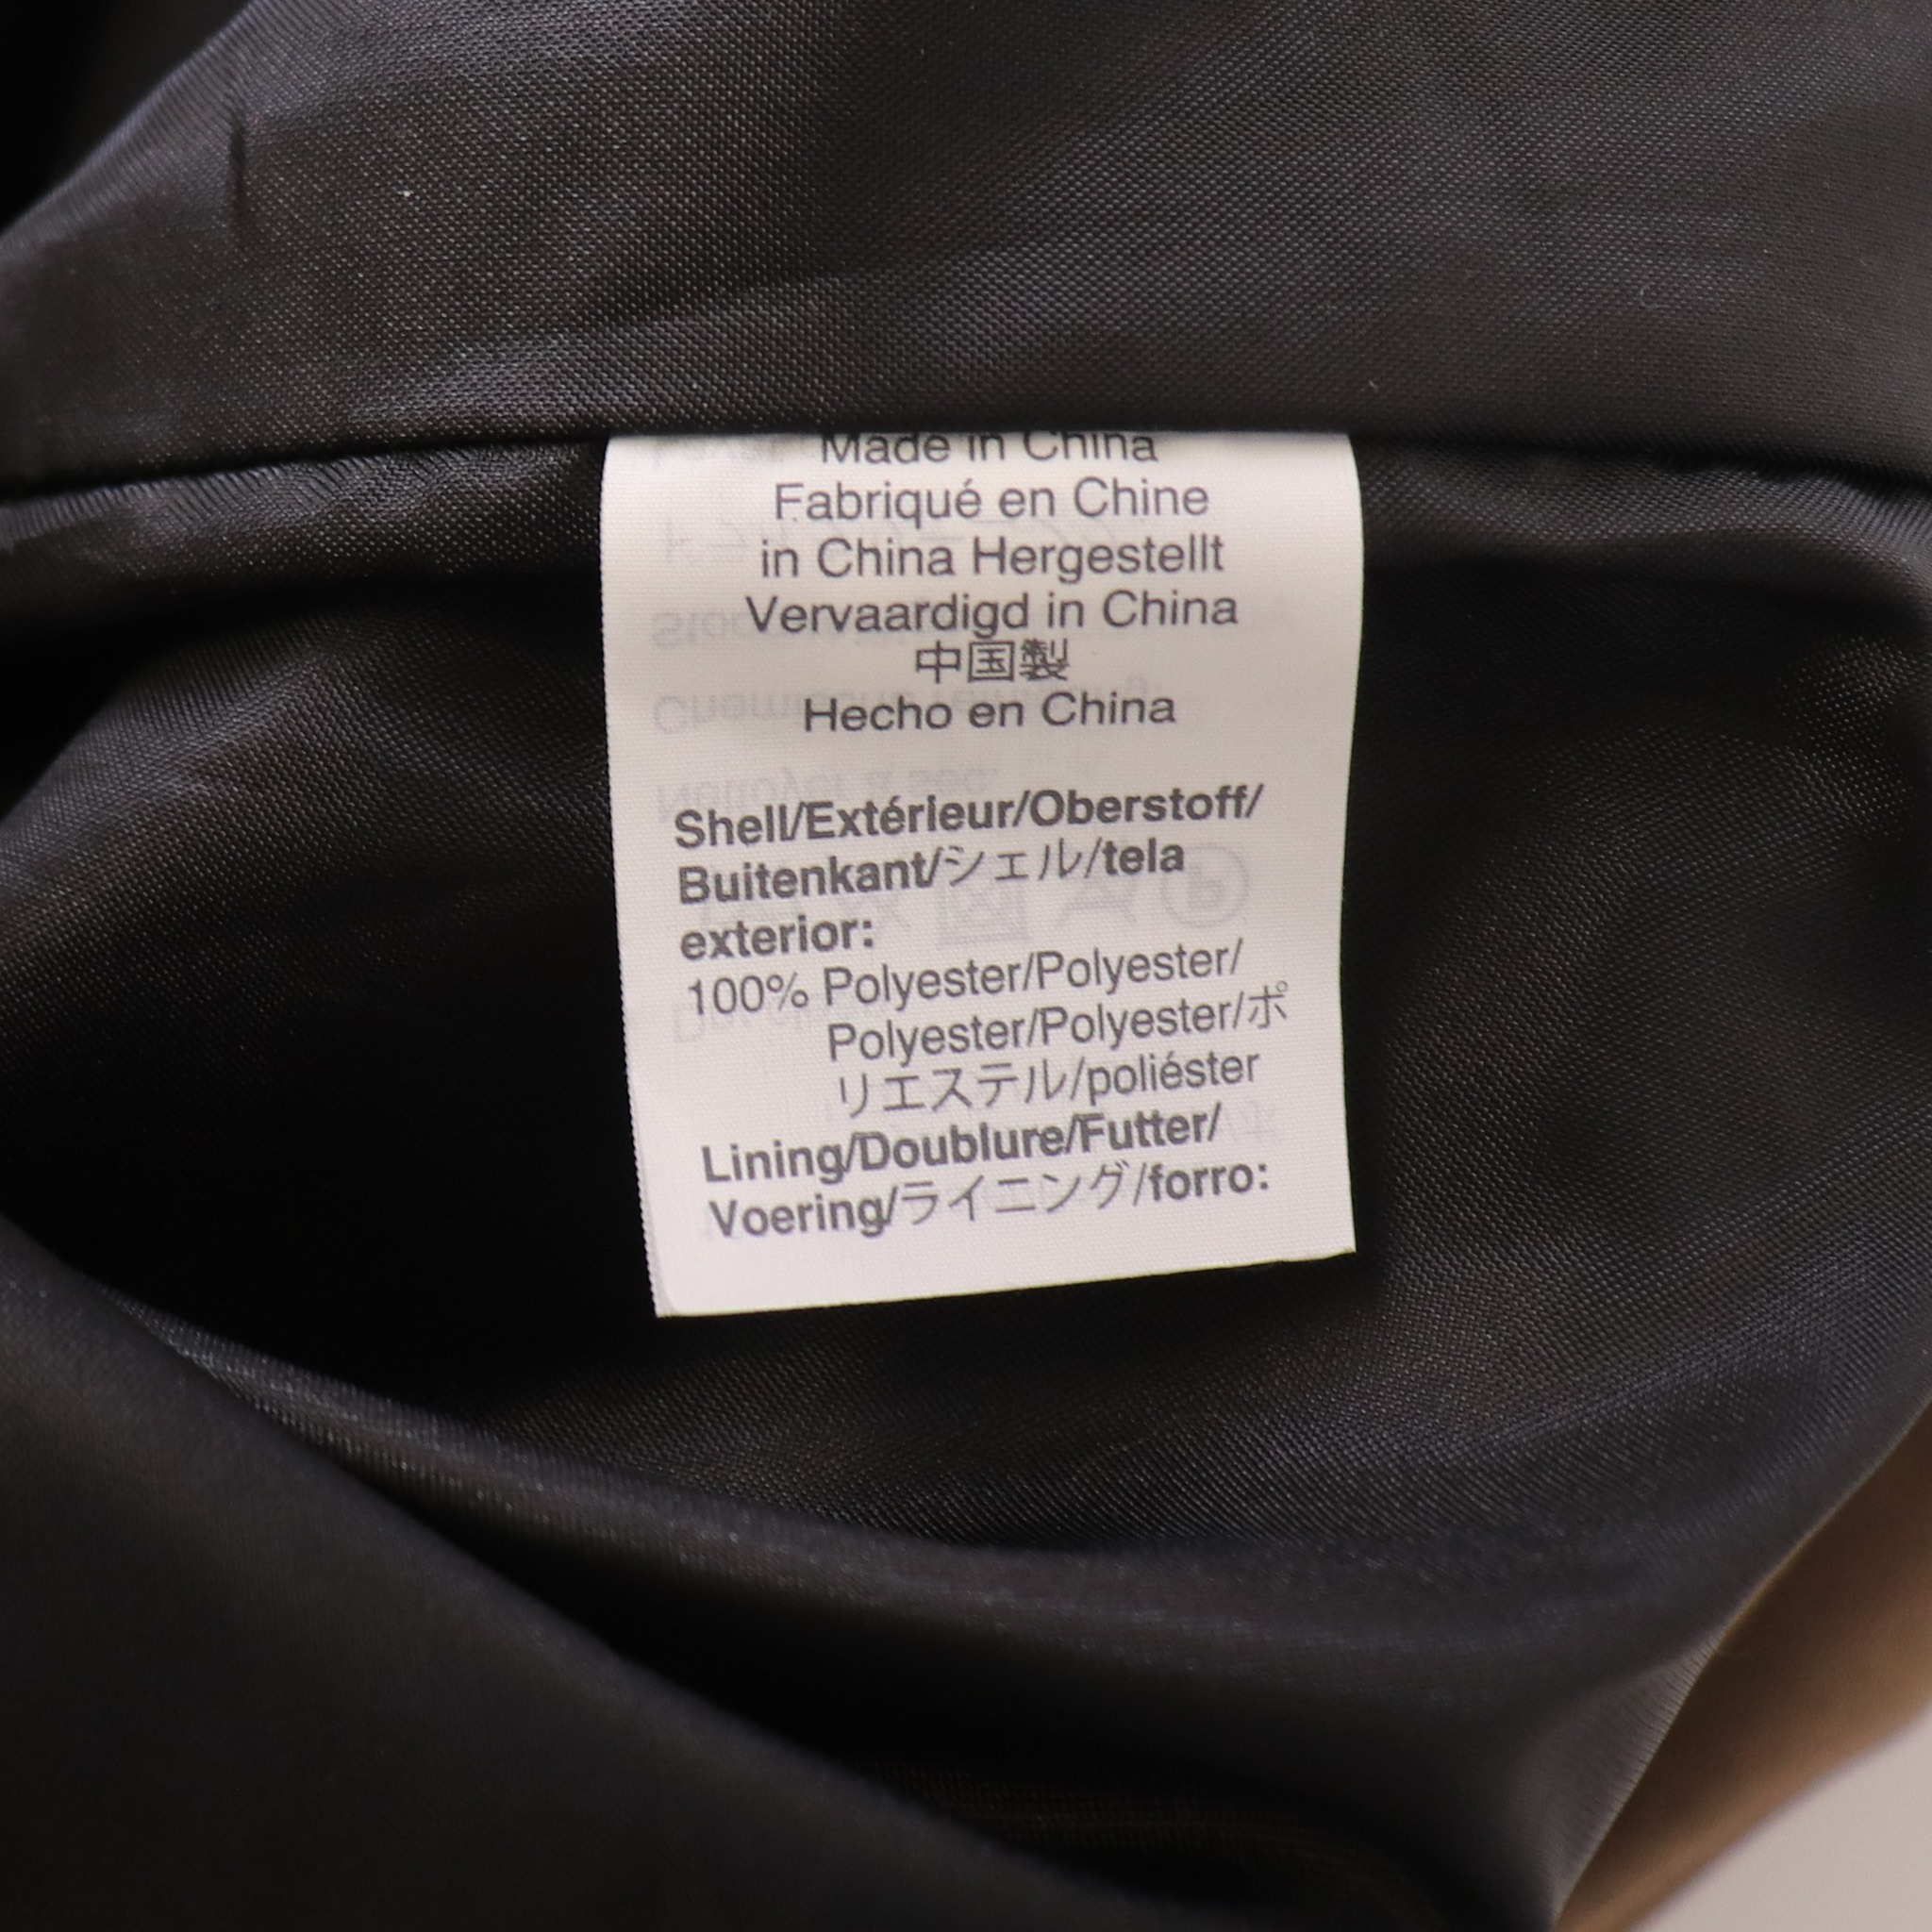 Made in China
Fabriqué en Chine
in China Hergestellt
Vervaardigd in China
中国製
Hecho en China
Shell/Extérieur/Oberstoff/
Buitenkant/シェル/tela
exterior:
100% Polyester/Polyester/
Polyester/Polyester/ポ
リエステル/poliéster
Lining/Doublure/Futter/
Voering/ライニング/forro: